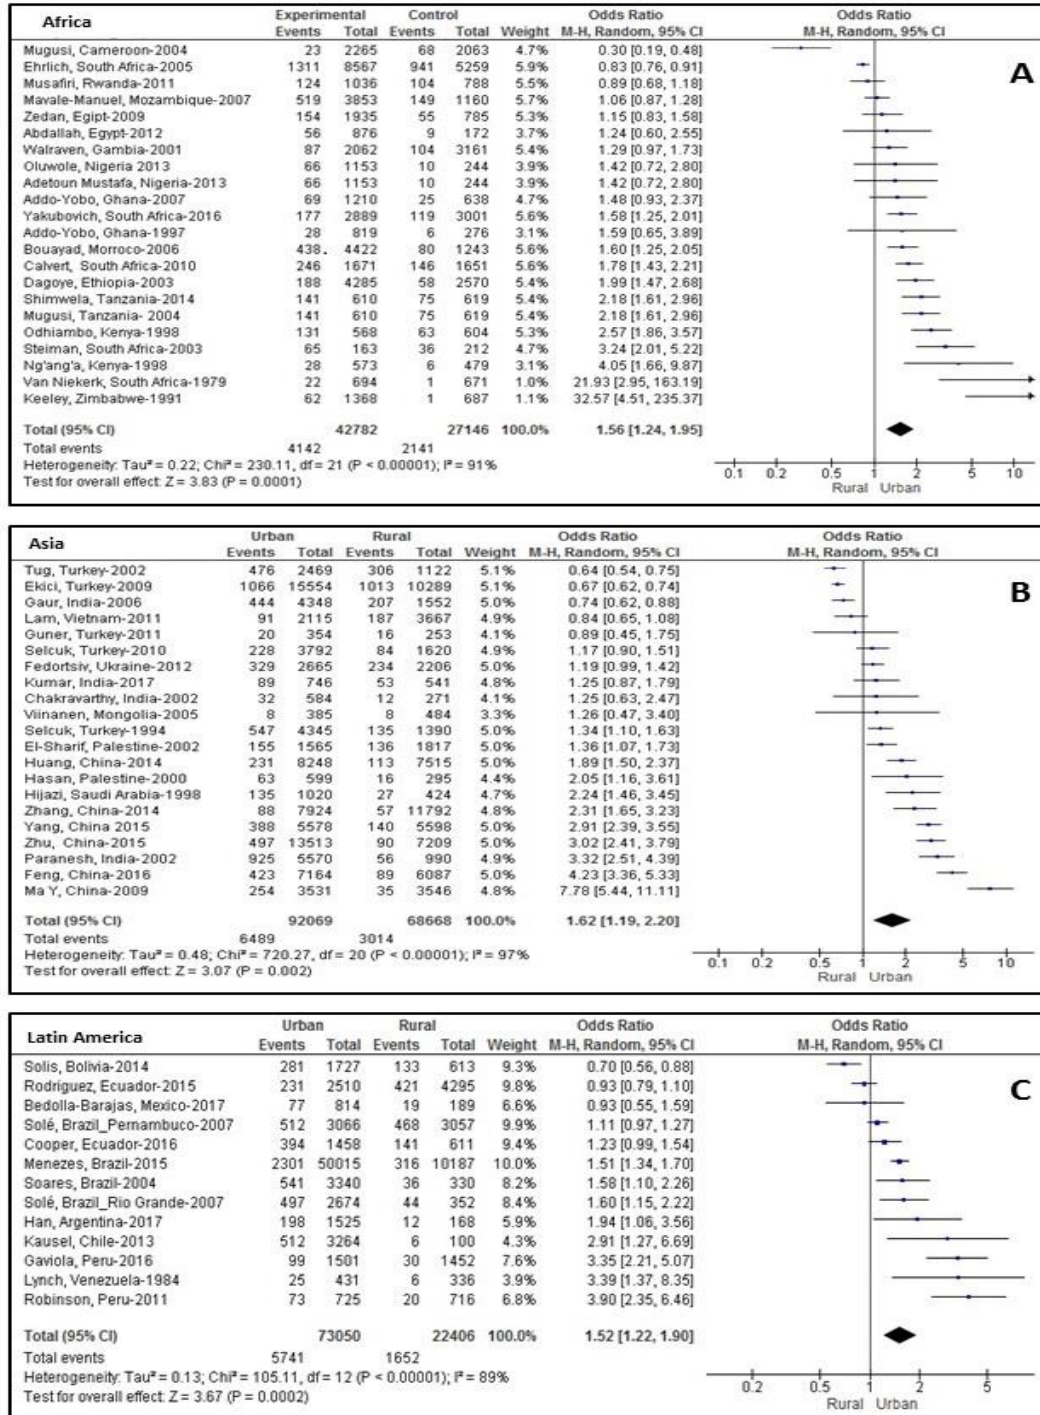 Africa Experimental Control Odds Ratio Odds Ratio
Events Total Events Total Weight M-H, Random, 95% CI M-H, Random, 95% CI
Mugusi, Cameroon-2004 23 2265 68 2063 4.7% 0.30 [0.19, 0.48]
Ehrlich, South Africa-2005 1311 8567 941 5259 5.9% 0.83 [0.76, 0.91]
A
Musafiri, Rwanda-2011 124 1036 104 788 5.5% 0.89 [0.68, 1.18]
Mavale-Manuel, Mozambique-2007 519 3853 149 1160 5.7% 1.06 [0.87, 1.28]
Zedan, Egipt-2009 154 1935 55 785 5.2% 1.15 [0.83, 1.58]
Abdallah, Egypt-2012 56 876 9 172 3.7% 1.24 [0.60, 2.55]
Walraven, Gambia-2001 87 2062 104 3161 5.4% 1.29 [0.97, 1.73]
Oluwole, Nigeria 2013 66 1153 10 244 3.9% 1.42 [0.72, 2.80]
Adetoun Mustafa, Nigeria-2013 66 1153 10 244 3.9% 1.42 [0.72, 2.80]
Addo-Yobo, Ghana-2007 69 1210 25 638 4.8% 1.48 [0.93, 2.37]
Yakubovich, South Africa-2016 177 2889 119 3001 5.6% 1.58 [1.25, 2.01]
Addo-Yobo, Ghana-1997 28 819 6 276 3.1% 1.59 [0.65, 3.89]
Bouayad, Morroco-2006 438. 4422 80 1243 5.6% 1.60 [1.25, 2.05]
Calvert, South Africa-2010 246 1671 146 1651 5.6% 1.78 [1.43, 2.21]
Dagoye, Ethiopia-2003 188 4285 58 2570 5.4% 1.99 [1.47, 2.68]
Shimwela, Tanzania-2014 141 610 75 619 5.4% 2.18 [1.61, 2.96]
Mugusi, Tanzania- 2004 141 610 75 619 5.4% 2.18 [1.61, 2.96]
Odhiambo, Kenya-1998 131 568 63 604 5.3% 2.57 [1.86, 3.57]
Steiman, South Africa-2003 65 163 36 212 4.7% 3.24 [2.01, 5.22]
Ng'ang'a, Kenya-1998 28 573 6 479 3.1% 4.05 [1.66, 9.87]
Van Niekerk, South Africa-1979 22 694 1 671 1.0% 21.93 [2.95, 163.19]
Keeley, Zimbabwe-1991 62 1368 1 687 1.1% 32.57 [4.51, 235.37]
Total (95% CI) 42782 27146 100.0% 1.56 [1.24, 1.95]
Total events 4142 2141
Heterogeneity: Tau² = 0.22; Chi² = 230.11, df = 21 (P < 0.00001); I² = 91%
Test for overall effect: Z = 3.83 (P = 0.0001)
0.1 0.2 0.5 1 2 5 10
Rural Urban
Asia Urban Rural Odds Ratio Odds Ratio
Events Total Events Total Weight M-H, Random, 95% CI M-H, Random, 95% CI
Tug, Turkey-2002 476 2469 306 1122 5.1% 0.64 [0.54, 0.75]
Ekici, Turkey-2009 1066 15554 1013 10289 5.1% 0.67 [0.62, 0.74]
B
Gaur, India-2006 444 4348 207 1552 5.0% 0.74 [0.62, 0.88]
Lam, Vietnam-2011 91 2115 187 3667 4.9% 0.84 [0.65, 1.08]
Guner, Turkey-2011 20 354 16 253 4.1% 0.89 [0.45, 1.75]
Selcuk, Turkey-2010 228 3792 84 1620 4.9% 1.17 [0.90, 1.51]
Fedortsiv, Ukraine-2012 329 2665 234 2206 5.0% 1.19 [0.99, 1.42]
Kumar, India-2017 89 746 53 541 4.8% 1.25 [0.87, 1.79]
Chakravarthy, India-2002 32 584 12 271 4.1% 1.25 [0.63, 2.47]
Viinanen, Mongolia-2005 8 385 8 484 3.3% 1.26 [0.47, 3.40]
Selcuk, Turkey-1994 547 4345 135 1390 5.0% 1.34 [1.10, 1.63]
El-Sharif, Palestine-2002 155 1565 136 1817 5.0% 1.36 [1.07, 1.73]
Huang, China-2014 231 8248 113 7515 5.0% 1.89 [1.50, 2.37]
Hasan, Palestine-2000 63 599 16 295 4.4% 2.05 [1.16, 3.61]
Hijazi, Saudi Arabia-1998 135 1020 27 424 4.7% 2.24 [1.46, 3.45]
Zhang, China-2014 88 7924 57 11792 4.8% 2.31 [1.65, 3.23]
Yang, China 2015 388 5578 140 5598 5.0% 2.91 [2.39, 3.55]
Zhu, China-2015 497 13513 90 7209 5.0% 3.02 [2.41, 3.79]
Paranesh, India-2002 925 5570 56 990 4.9% 3.32 [2.51, 4.39]
Feng, China-2016 423 7164 89 6087 5.0% 4.23 [3.36, 5.33]
Ma Y, China-2009 254 3531 35 3546 4.8% 7.78 [5.44, 11.11]
Total (95% CI) 92069 68668 100.0% 1.62 [1.19, 2.20]
Total events 6489 3014
Heterogeneity: Tau² = 0.48; Chi² = 720.27, df = 20 (P < 0.00001); I² = 97%
Test for overall effect: Z = 3.07 (P = 0.002)
0.1 0.2 0.5 1 2 5 10
Rural Urban
Latin America Urban Rural Odds Ratio Odds Ratio
Events Total Events Total Weight M-H, Random, 95% CI M-H, Random, 95% CI
Solis, Bolivia-2014 281 1727 133 613 9.3% 0.70 [0.56, 0.88]
Rodriguez, Ecuador-2015 231 2510 421 4295 9.8% 0.93 [0.79, 1.10]
C
Bedolla-Barajas, Mexico-2017 77 814 19 189 6.6% 0.93 [0.55, 1.59]
Solé, Brazil_Pernambuco-2007 512 3066 468 3057 9.9% 1.11 [0.97, 1.27]
Cooper, Ecuador-2016 394 1458 141 611 9.4% 1.23 [0.99, 1.54]
Menezes, Brazil-2015 2301 50015 316 10187 10.0% 1.51 [1.34, 1.70]
Soares, Brazil-2004 541 3340 36 330 8.1% 1.58 [1.10, 2.26]
Solé, Brazil_Rio Grande-2007 497 2674 44 352 8.4% 1.60 [1.15, 2.22]
Han, Argentina-2017 198 1525 12 168 5.9% 1.94 [1.06, 3.56]
Kausel, Chile-2013 512 3264 6 100 4.3% 2.91 [1.27, 6.69]
Gaviola, Peru-2016 99 1501 30 1452 7.6% 3.35 [2.21, 5.07]
Lynch, Venezuela-1984 25 431 6 336 3.9% 3.39 [1.37, 8.35]
Robinson, Peru-2011 73 725 20 716 6.8% 3.90 [2.35, 6.46]
Total (95% CI) 73050 22406 100.0% 1.52 [1.22, 1.90]
Total events 5741 1652
Heterogeneity: Tau² = 0.13; Chi² = 105.11, df = 12 (P < 0.00001); I² = 89%
Test for overall effect: Z = 3.67 (P = 0.0002)
0.2 0.5 1 2 5
Rural Urban